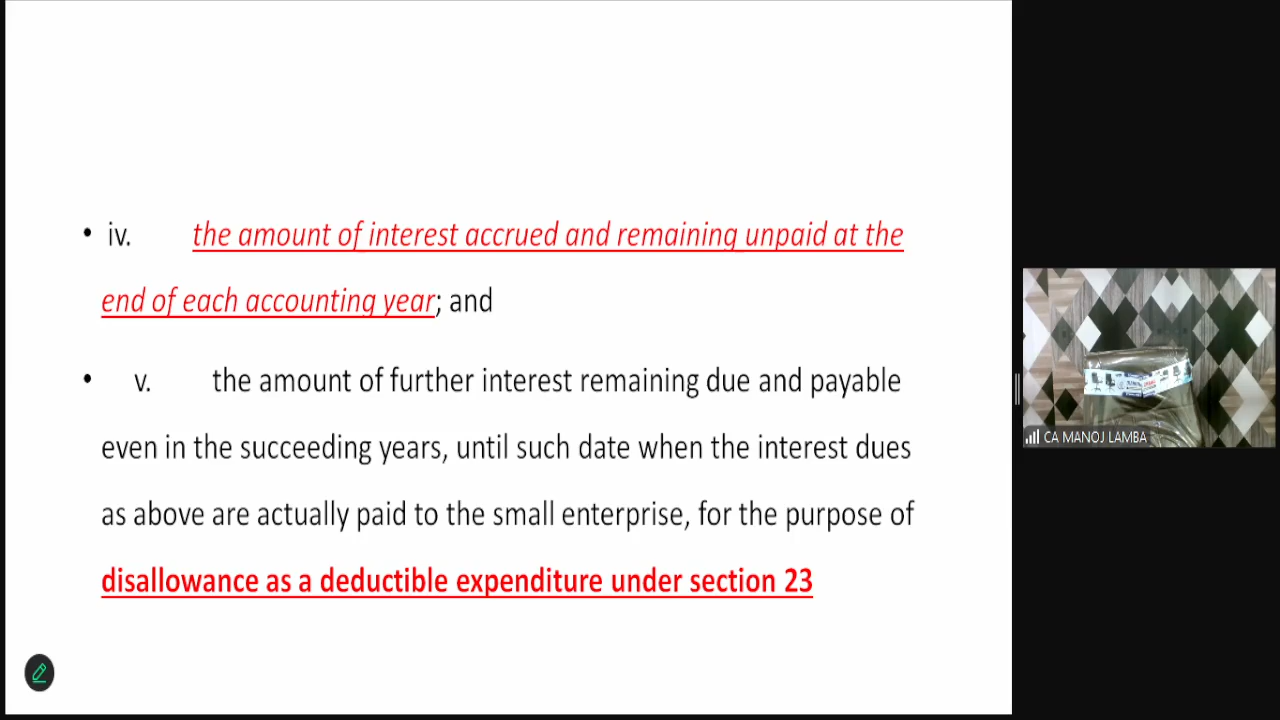 • iv. the amount of interest accrued and remaining unpaid at the
end of each accounting year; and
• v. the amount of further interest remaining due and payable
even in the succeeding years, until such date when the interest dues
as above are actually paid to the small enterprise, for the purpose of
disallowance as a deductible expenditure under section 23
CA MANOJ LAMBA